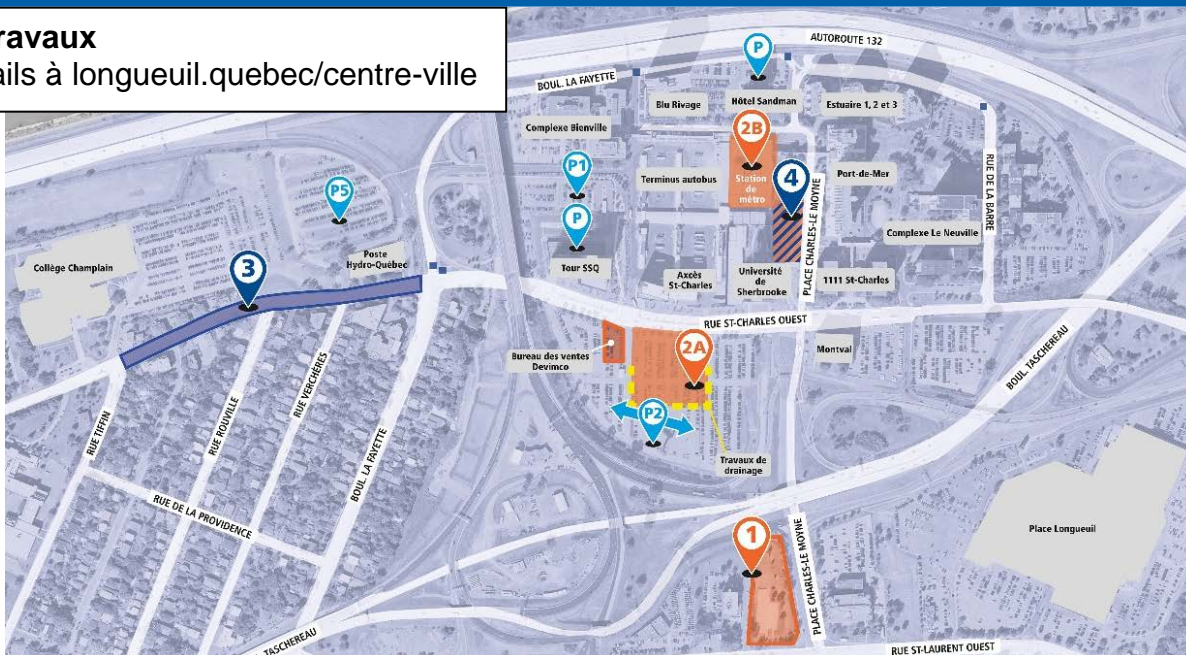 ravaux
ails à longueuil.quebec/centre-ville
AUTOROUTE 132
BOUL. LA FAYETTE
P
Blu Rivage
Hôtel Sandman
Estuaire 1, 2 et 3
Complexe Bienville
2B
Station
de
métro
P1
Terminus autobus
4
Port-de-Mer
RUE DE LA BARRE
P5
P
PLACE CHARLES-LE MOYNE
Complexe Le Neuville
Collège Champlain
Poste
Hydro-Québec
Tour SSQ
3
Axcès
St-Charles
Université
de
Sherbrooke
1111 St-Charles
RUE ST-CHARLES OUEST
Bureau des ventes
Devimco
2A
Montval
BOUL. TASCHEREAU
P2
Travaux de
drainage
RUE TIFFIN
RUE ROUVILLE
RUE VERCHÈRES
BOUL. LA FAYETTE
RUE DE LA PROVIDENCE
1
PLACE CHARLES-LE MOYNE
Place Longueuil
L. TASCHEREAU
RUE ST-LAURENT OUEST